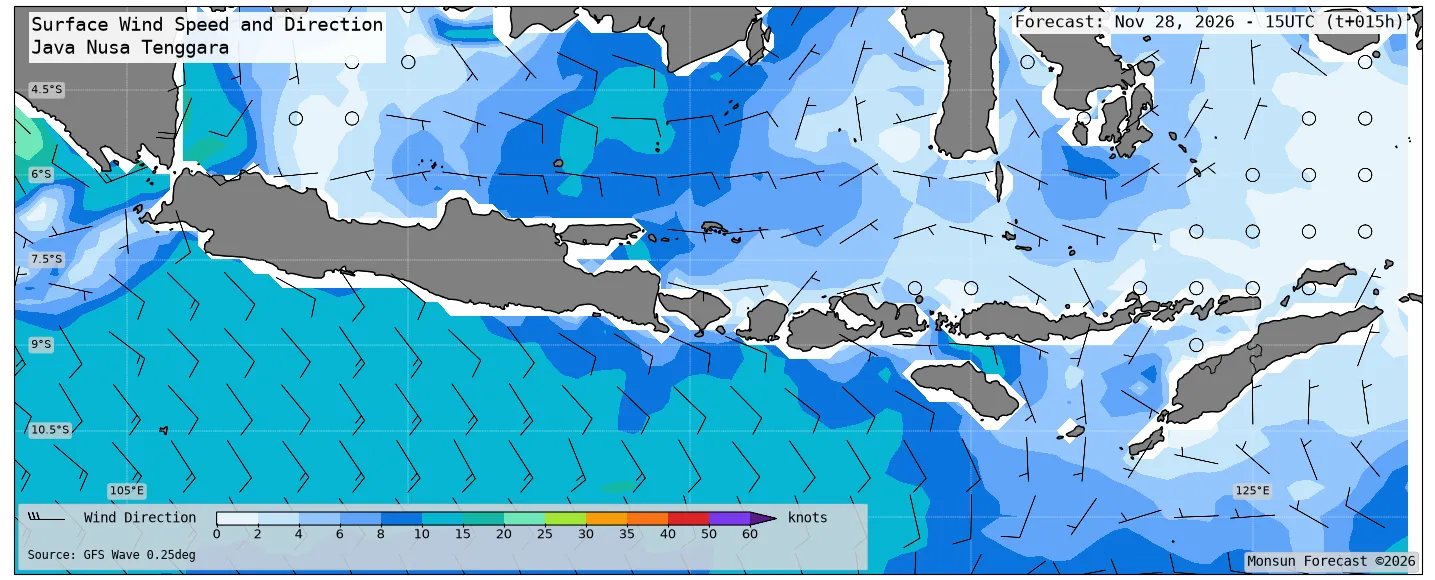 Surface Wind Speed and Direction
Java Nusa Tenggara
Forecast: Nov 28, 2026 - 15UTC (t+015h)
4.5°S
6°S
7.5°S
9°S
10.5°S
105°E
125°E
Wind Direction
0 2 4 6 8 10 15 20 25 30 35 40 50 60
knots
Source: GFS Wave 0.25deg
Monsun Forecast ©2026